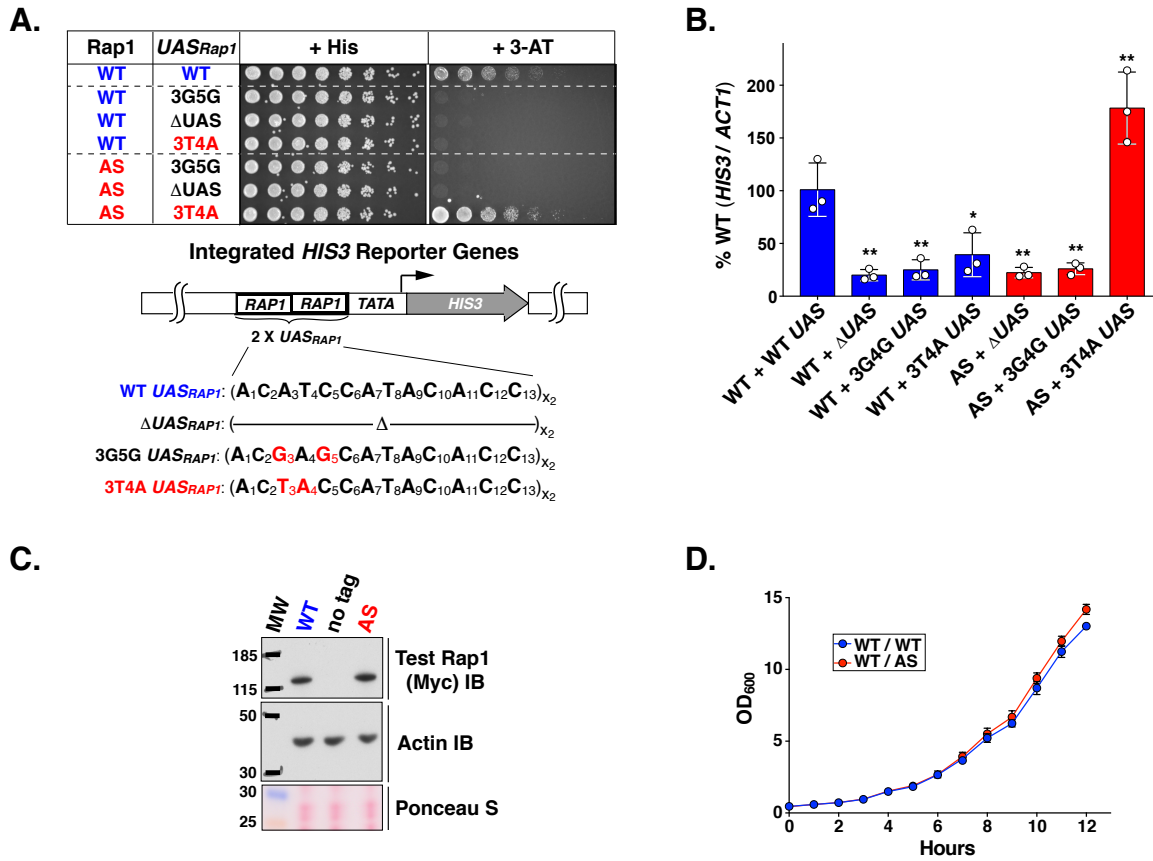 A.
Rap1 UASRap1 + His + 3-AT
WT WT
WT 3G5G
WT ΔUAS
WT 3T4A
AS 3G5G
AS ΔUAS
AS 3T4A
Integrated HIS3 Reporter Genes
RAP1 RAP1 TATA HIS3
2 X UASRAP1
WT UASRAP1: (A1C2A3T4C5C6A7T8A9C10A11C12C13)x2
ΔUASRAP1: (Δ)x2
3G5G UASRAP1: (A1C2G3A4G5C6A7T8A9C10A11C12C13)x2
3T4A UASRAP1: (A1C2T3A4C5C6A7T8A9C10A11C12C13)x2
B.
% WT (HIS3 / ACT1)
200
150
100
50
0
** ** * ** ** **
WT + WT UAS
WT + ΔUAS
WT + 3G4G UAS
WT + 3T4A UAS
AS + ΔUAS
AS + 3G4G UAS
AS + 3T4A UAS
C.
MW WT no tag AS
185
115
Test Rap1
(Myc) IB
50
30
Actin IB
30
25
Ponceau S
D.
OD600
15
10
5
0
WT / WT
WT / AS
0 2 4 6 8 10 12
Hours